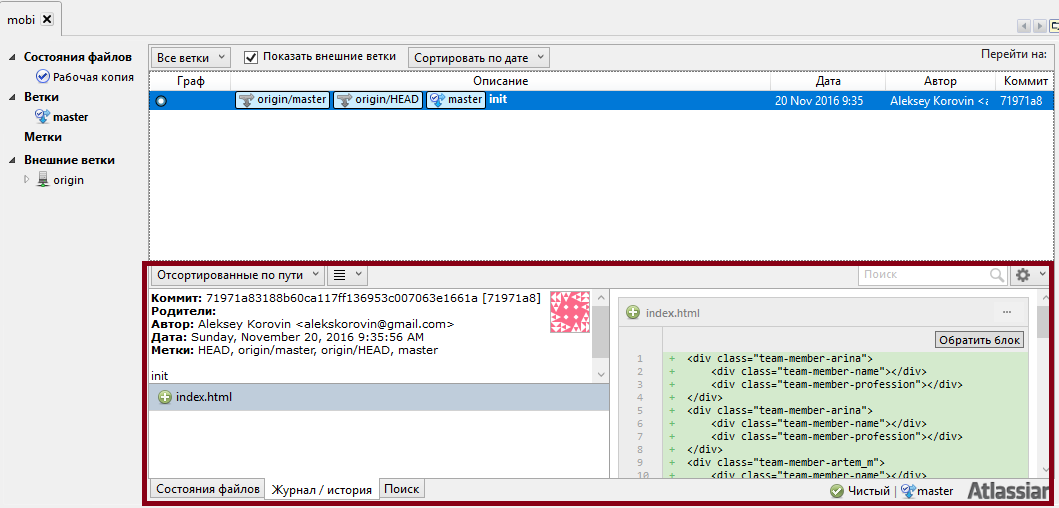 mobi
Состояния файлов
Рабочая копия
Ветки
master
Метки
Внешние ветки
origin
Все ветки Показать внешние ветки Сортировать по дате Перейти на:
Граф Описание Дата Автор Коммит
origin/master origin/HEAD master init 20 Nov 2016 9:35 Aleksey Korovin <a 71971a8
Отсортированные по пути Поиск
Коммит: 71971a83188b60ca117ff136953c007063e1661a [71971a8]
Родители:
Автор: Aleksey Korovin <alekskorovin@gmail.com>
Дата: Sunday, November 20, 2016 9:35:56 AM
Метки: HEAD, origin/master, origin/HEAD, master
init
index.html
index.html ...
Обратить блок
1 + <div class="team-member-arina">
2 + <div class="team-member-name"></div>
3 + <div class="team-member-profession"></div>
4 + </div>
5 + <div class="team-member-arina">
6 + <div class="team-member-name"></div>
7 + <div class="team-member-profession"></div>
8 + </div>
9 + <div class="team-member-artem_m">
10 + <div class="team-member-name"></div>
Состояния файлов Журнал / история Поиск
Чистый | master Atlassian